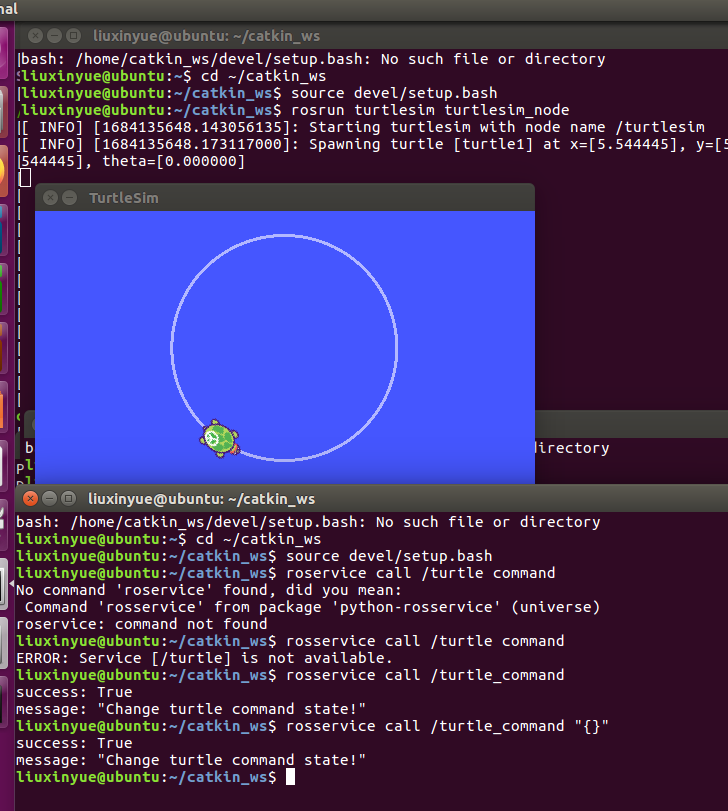 nal
liuxinyue@ubuntu: ~/catkin_ws
bash: /home/catkin_ws/devel/setup.bash: No such file or directory
liuxinyue@ubuntu:~$ cd ~/catkin_ws
liuxinyue@ubuntu:~/catkin_ws$ source devel/setup.bash
liuxinyue@ubuntu:~/catkin_ws$ rosrun turtlesim turtlesim_node
[ INFO] [1684135648.143056135]: Starting turtlesim with node name /turtlesim
[ INFO] [1684135648.173117000]: Spawning turtle [turtle1] at x=[5.544445], y=[5
544445], theta=[0.000000]
TurtleSim
directory
liuxinyue@ubuntu: ~/catkin_ws
bash: /home/catkin_ws/devel/setup.bash: No such file or directory
liuxinyue@ubuntu:~$ cd ~/catkin_ws
liuxinyue@ubuntu:~/catkin_ws$ source devel/setup.bash
liuxinyue@ubuntu:~/catkin_ws$ roservice call /turtle command
No command 'roservice' found, did you mean:
 Command 'rosservice' from package 'python-rosservice' (universe)
roservice: command not found
liuxinyue@ubuntu:~/catkin_ws$ rosservice call /turtle command
ERROR: Service [/turtle] is not available.
liuxinyue@ubuntu:~/catkin_ws$ rosservice call /turtle_command
success: True
message: "Change turtle command state!"
liuxinyue@ubuntu:~/catkin_ws$ rosservice call /turtle_command "{}"
success: True
message: "Change turtle command state!"
liuxinyue@ubuntu:~/catkin_ws$